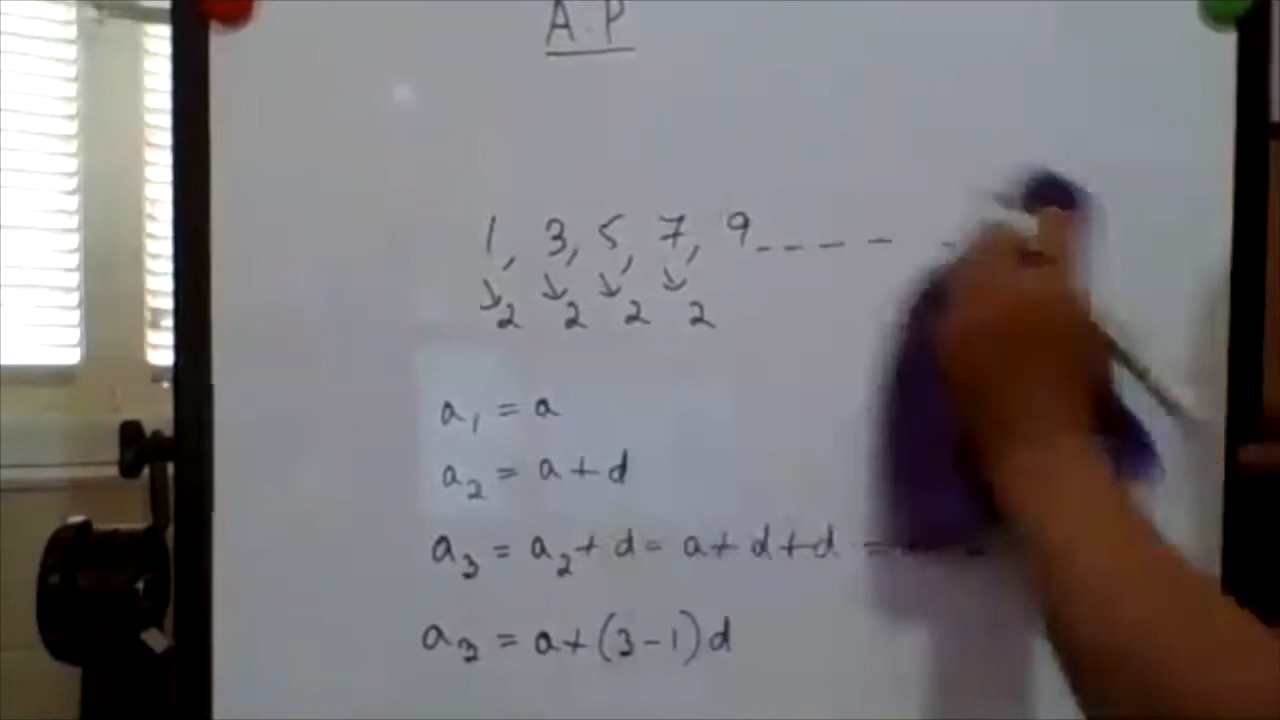 A.P
1, 3, 5, 7, 9 - - - -
2 2 2 2
a₁ = a
a₂ = a + d
a₃ = a₂ + d = a + d + d =
a₃ = a + (3 - 1) d